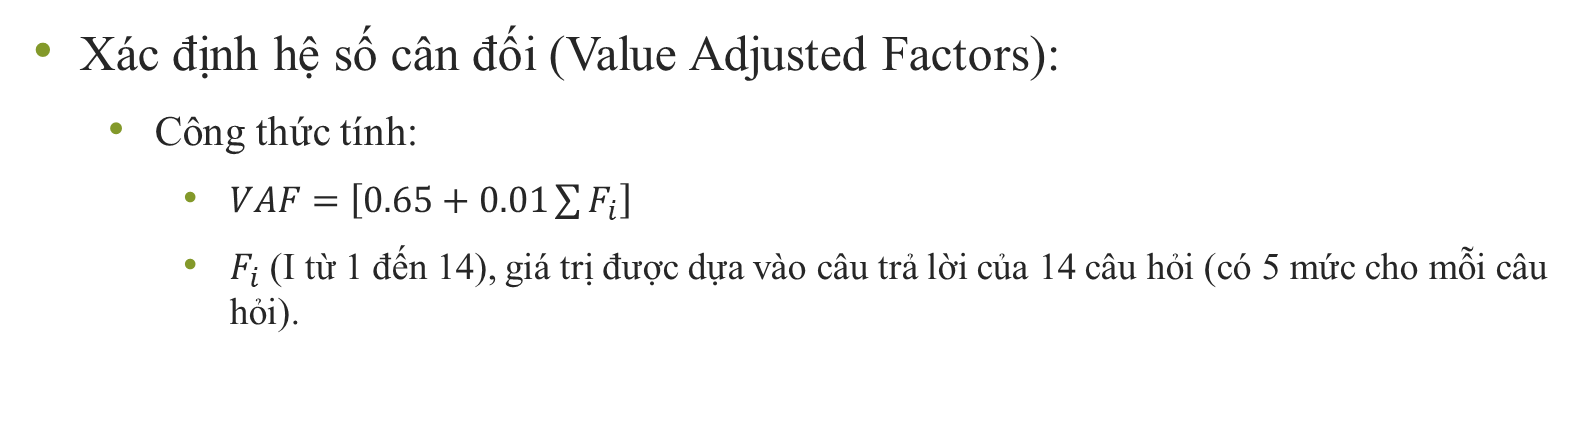 • Xác định hệ số cân đối (Value Adjusted Factors):
• Công thức tính:
• VAF = [0.65 + 0.01 ∑ Fᵢ]
• Fᵢ (I từ 1 đến 14), giá trị được dựa vào câu trả lời của 14 câu hỏi (có 5 mức cho mỗi câu
hỏi).